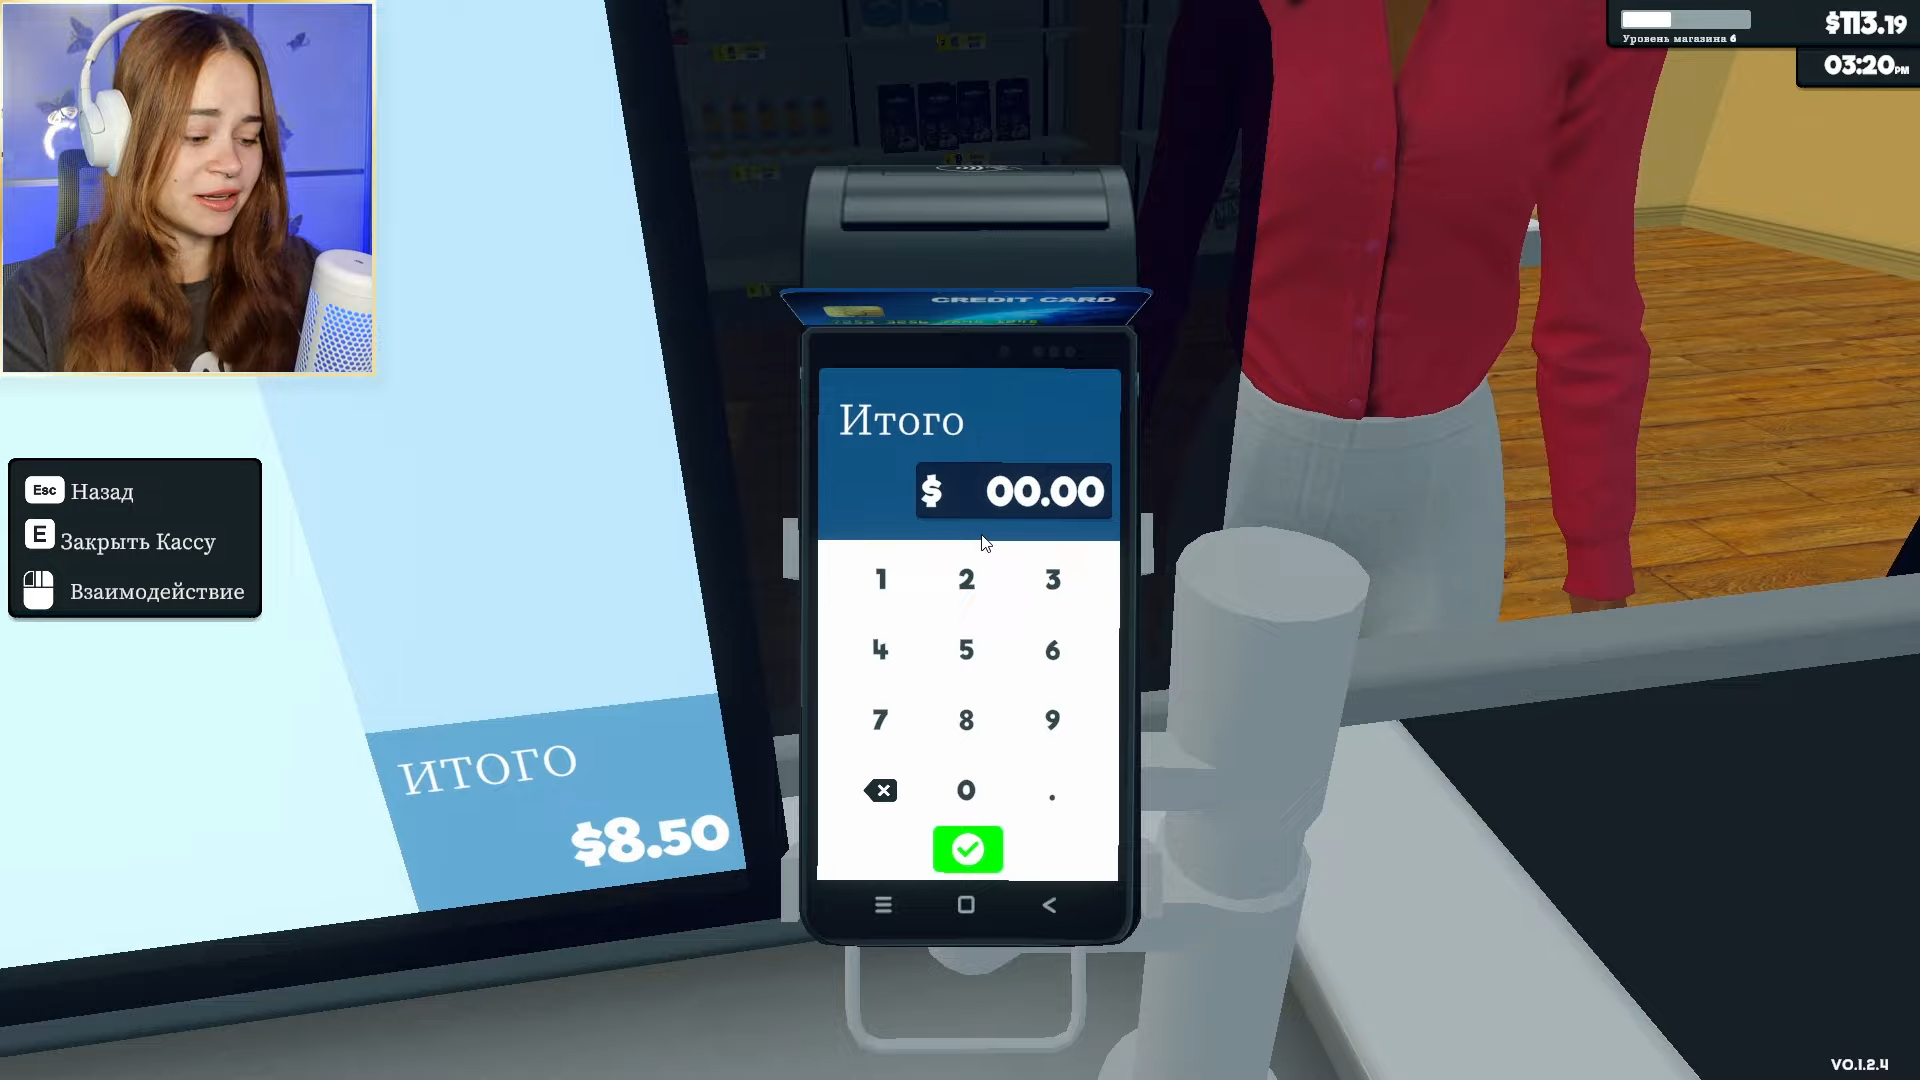 $113.19
Уровень магазина 6
03:20PM
CREDIT CARD
Итого
$ 00.00
Esc Назад
E Закрыть Кассу
Взаимодействие
1 2 3
4 5 6
7 8 9
0 .
ИТОГО
$8.50
V0.1.2.4